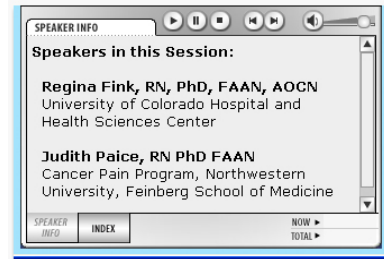 SPEAKER INFO
Speakers in this Session:
Regina Fink, RN, PhD, FAAN, AOCN
University of Colorado Hospital and
Health Sciences Center
Judith Paice, RN PhD FAAN
Cancer Pain Program, Northwestern
University, Feinberg School of Medicine
SPEAKER INFO
INDEX
NOW
TOTAL